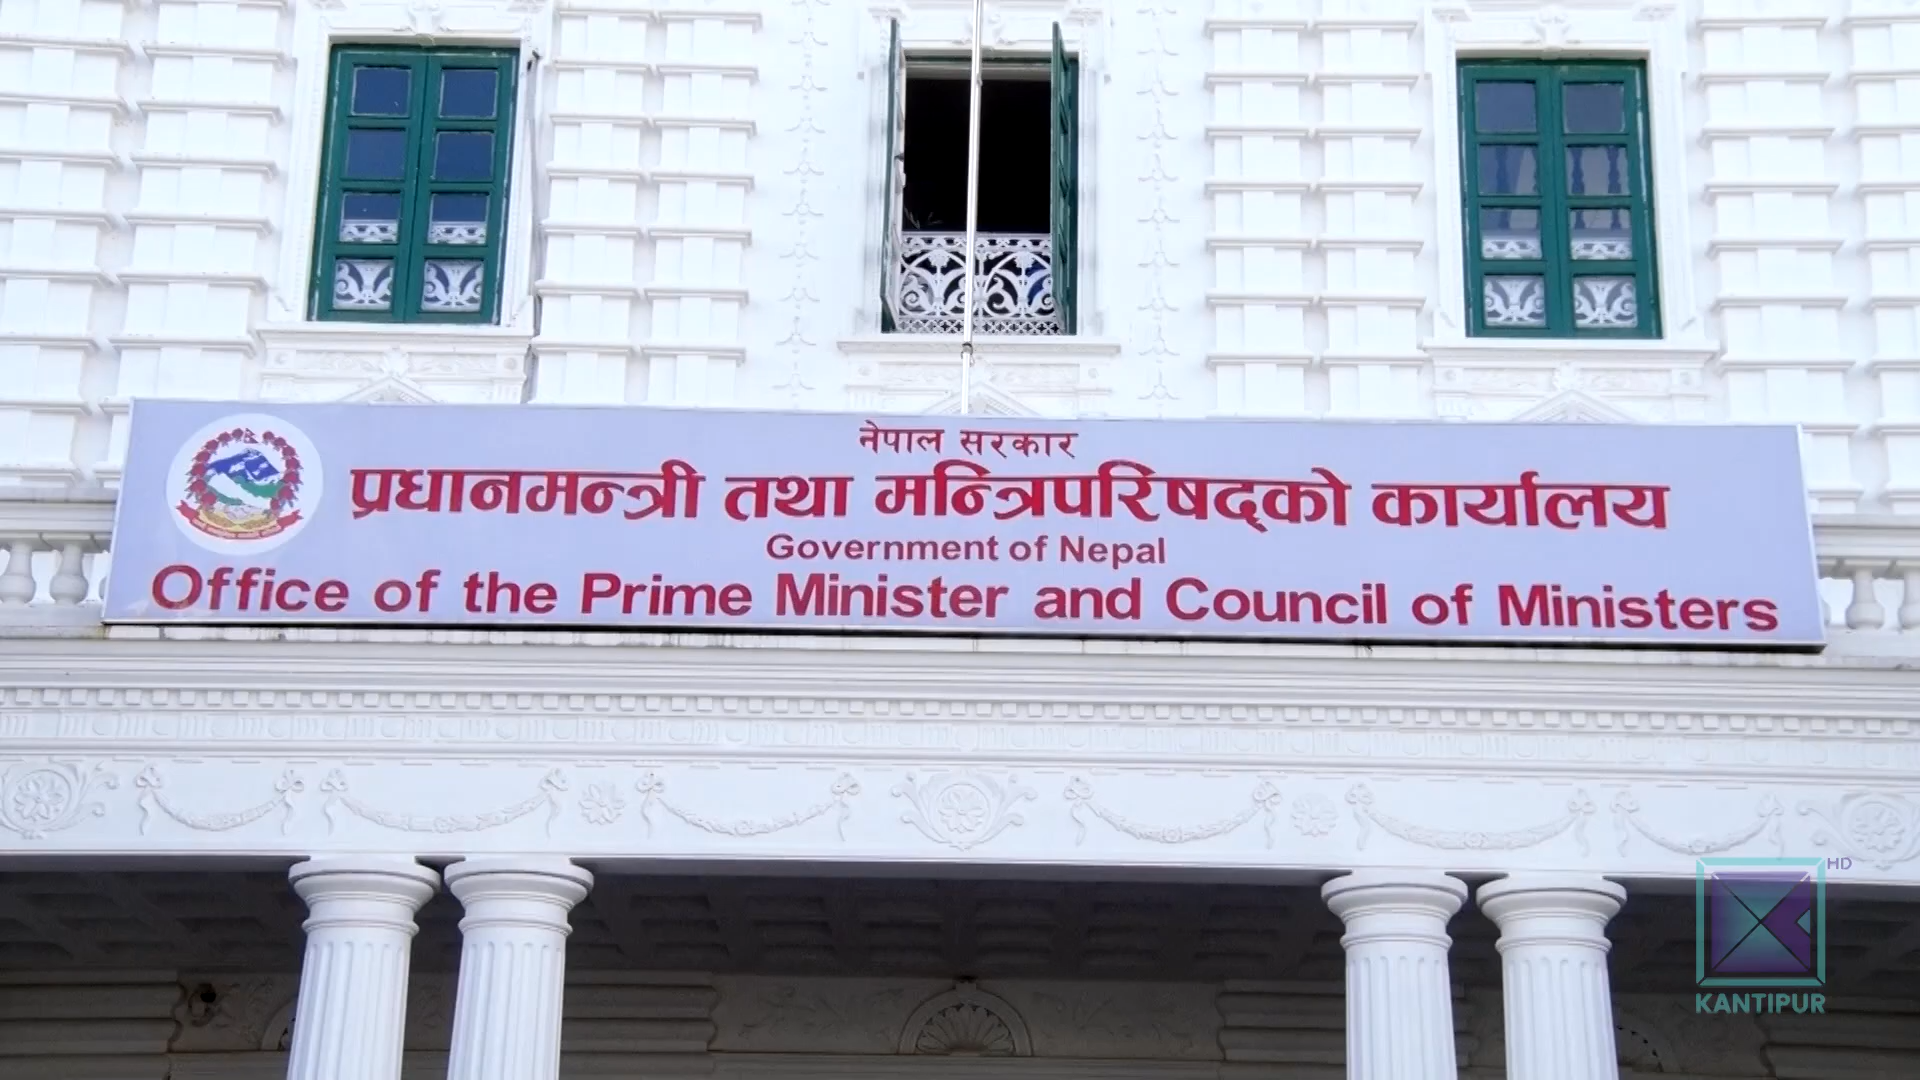 नेपाल सरकार
प्रधानमन्त्री तथा मन्त्रिपरिषद्को कार्यालय
Government of Nepal
Office of the Prime Minister and Council of Ministers
HD
KANTIPUR